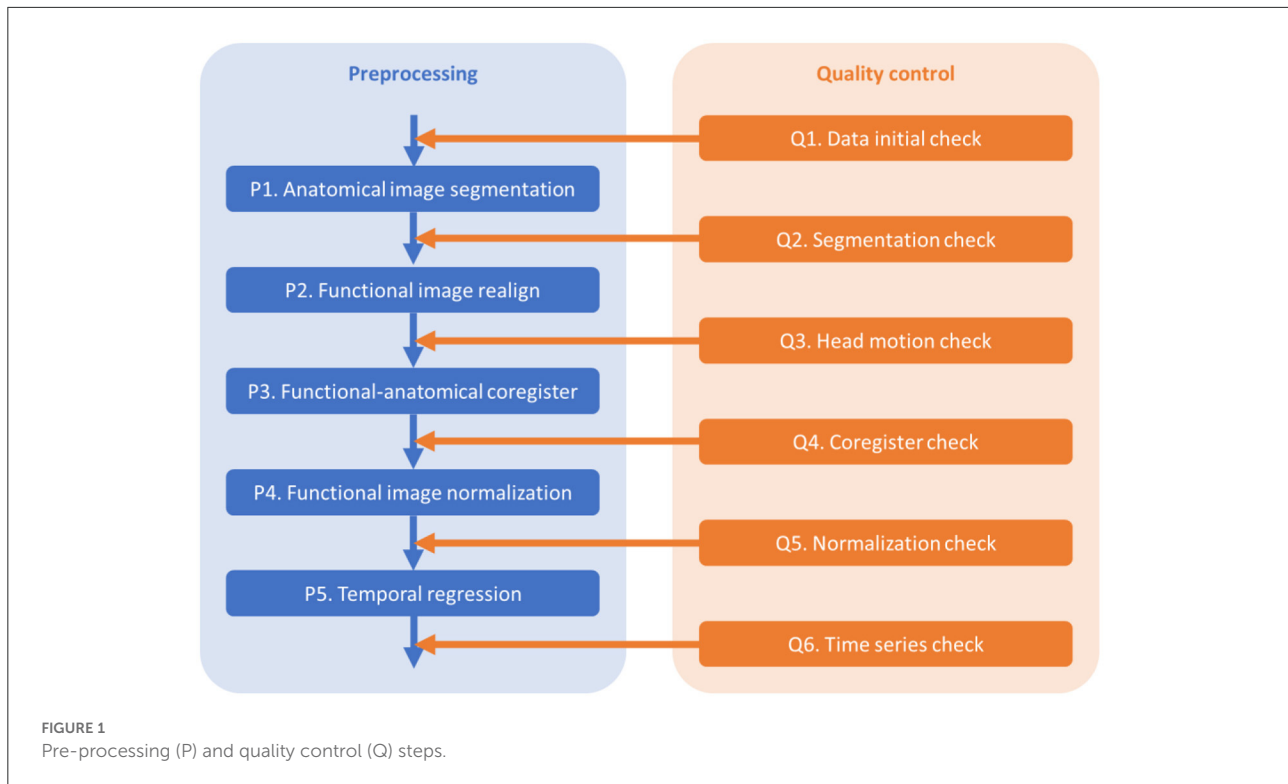 Preprocessing
Quality control
Q1. Data initial check
P1. Anatomical image segmentation
Q2. Segmentation check
P2. Functional image realign
Q3. Head motion check
P3. Functional-anatomical coregister
Q4. Coregister check
P4. Functional image normalization
Q5. Normalization check
P5. Temporal regression
Q6. Time series check
FIGURE 1
Pre-processing (P) and quality control (Q) steps.